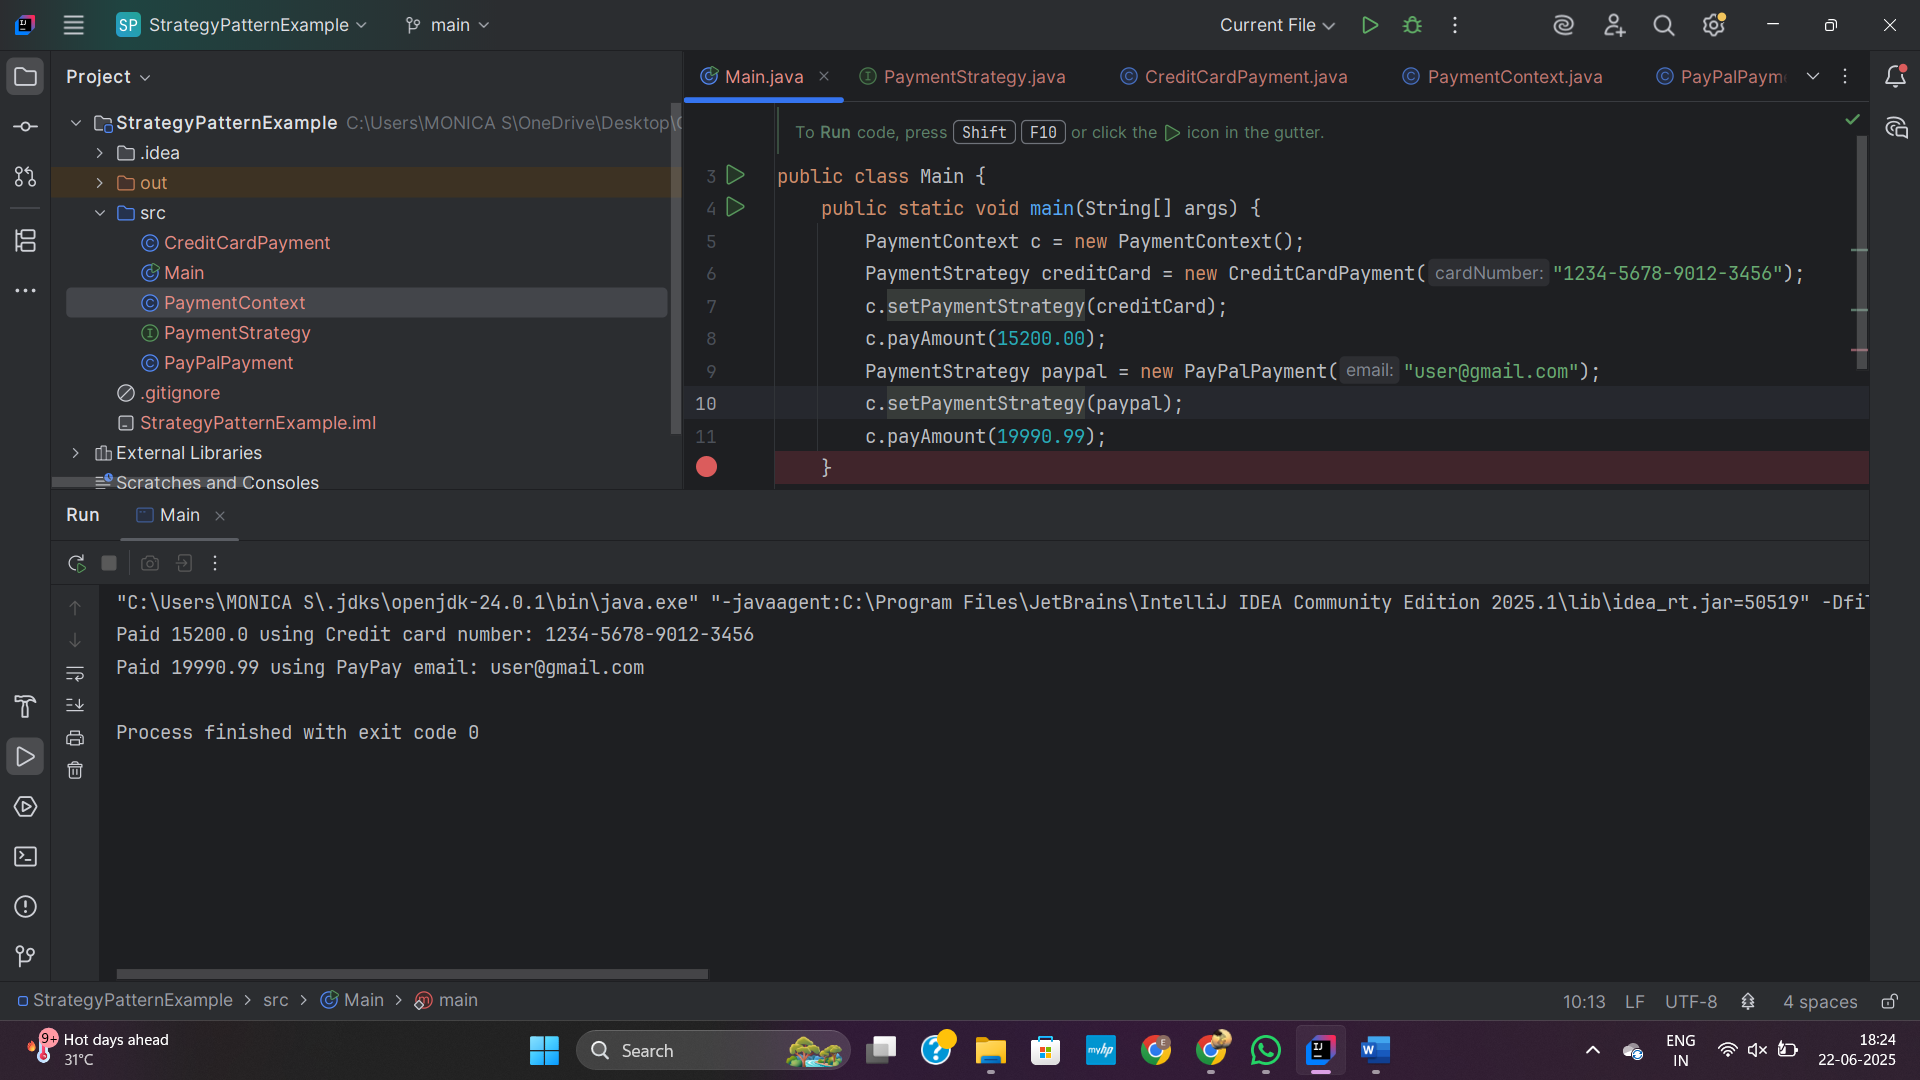 SP StrategyPatternExample main Current File
Project
StrategyPatternExample C:\Users\MONICA S\OneDrive\Desktop\
.idea
out
src
CreditCardPayment
Main
PaymentContext
PaymentStrategy
PayPalPayment
.gitignore
StrategyPatternExample.iml
External Libraries
Scratches and Consoles
Main.java PaymentStrategy.java CreditCardPayment.java PaymentContext.java PayPalPaym
To Run code, press Shift F10 or click the icon in the gutter.
3 public class Main {
4 public static void main(String[] args) {
5 PaymentContext c = new PaymentContext();
6 PaymentStrategy creditCard = new CreditCardPayment( cardNumber: "1234-5678-9012-3456");
7 c.setPaymentStrategy(creditCard);
8 c.payAmount(15200.00);
9 PaymentStrategy paypal = new PayPalPayment( email: "user@gmail.com");
10 c.setPaymentStrategy(paypal);
11 c.payAmount(19990.99);
}
Run Main
"C:\Users\MONICA S\.jdks\openjdk-24.0.1\bin\java.exe" "-javaagent:C:\Program Files\JetBrains\IntelliJ IDEA Community Edition 2025.1\lib\idea_rt.jar=50519" -Dfi
Paid 15200.0 using Credit card number: 1234-5678-9012-3456
Paid 19990.99 using PayPay email: user@gmail.com
Process finished with exit code 0
StrategyPatternExample > src > Main > main 10:13 LF UTF-8 4 spaces
9+ Hot days ahead
31°C
Search
myhp
ENG
IN
18:24
22-06-2025